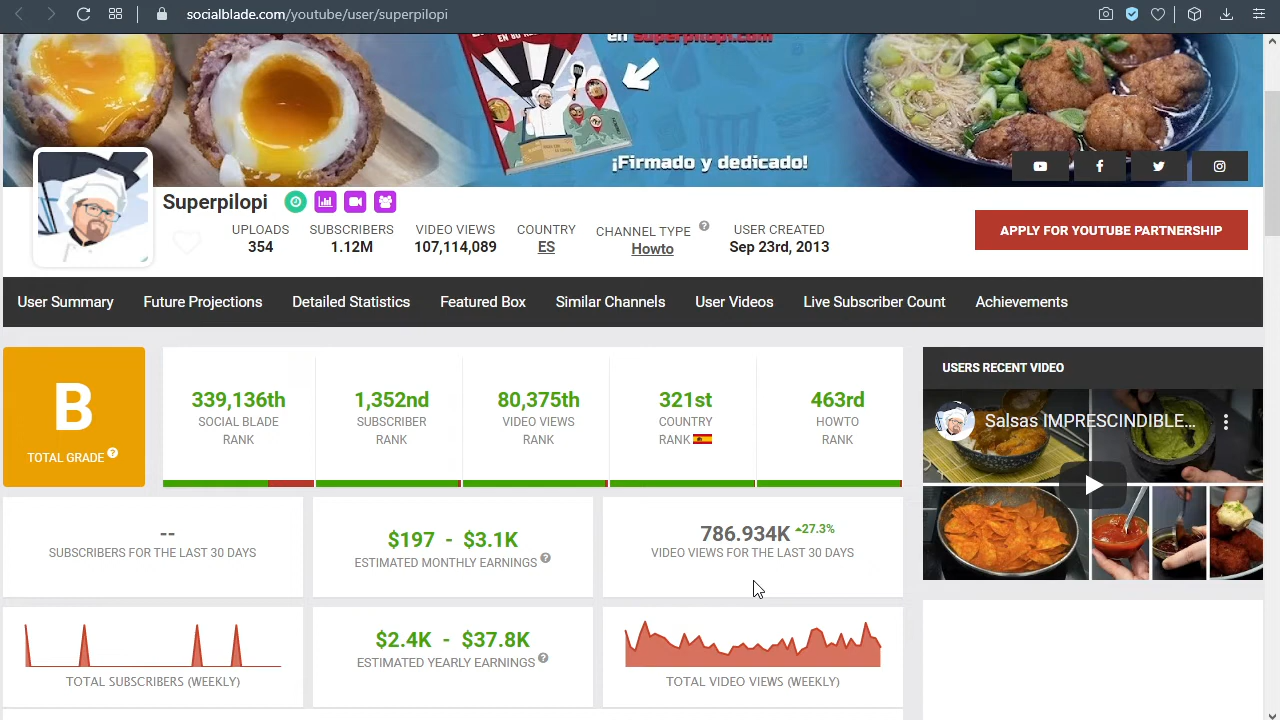 socialblade.com/youtube/user/superpilopi
en superpilopi.com
¡Firmado y dedicado!
Superpilopi
UPLOADS
354
SUBSCRIBERS
1.12M
VIDEO VIEWS
107,114,089
COUNTRY
ES
CHANNEL TYPE ?
Howto
USER CREATED
Sep 23rd, 2013
APPLY FOR YOUTUBE PARTNERSHIP
User Summary
Future Projections
Detailed Statistics
Featured Box
Similar Channels
User Videos
Live Subscriber Count
Achievements
B
TOTAL GRADE ?
339,136th
SOCIAL BLADE
RANK
1,352nd
SUBSCRIBER
RANK
80,375th
VIDEO VIEWS
RANK
321st
COUNTRY
RANK
463rd
HOWTO
RANK
USERS RECENT VIDEO
Salsas IMPRESCINDIBLE...
--
SUBSCRIBERS FOR THE LAST 30 DAYS
$197 - $3.1K
ESTIMATED MONTHLY EARNINGS ?
786.934K 27.3%
VIDEO VIEWS FOR THE LAST 30 DAYS
TOTAL SUBSCRIBERS (WEEKLY)
$2.4K - $37.8K
ESTIMATED YEARLY EARNINGS ?
TOTAL VIDEO VIEWS (WEEKLY)